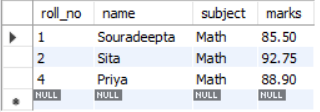 roll_no name subject marks
1 Souradeepta Math 85.50
2 Sita Math 92.75
4 Priya Math 88.90
NULL NULL NULL NULL